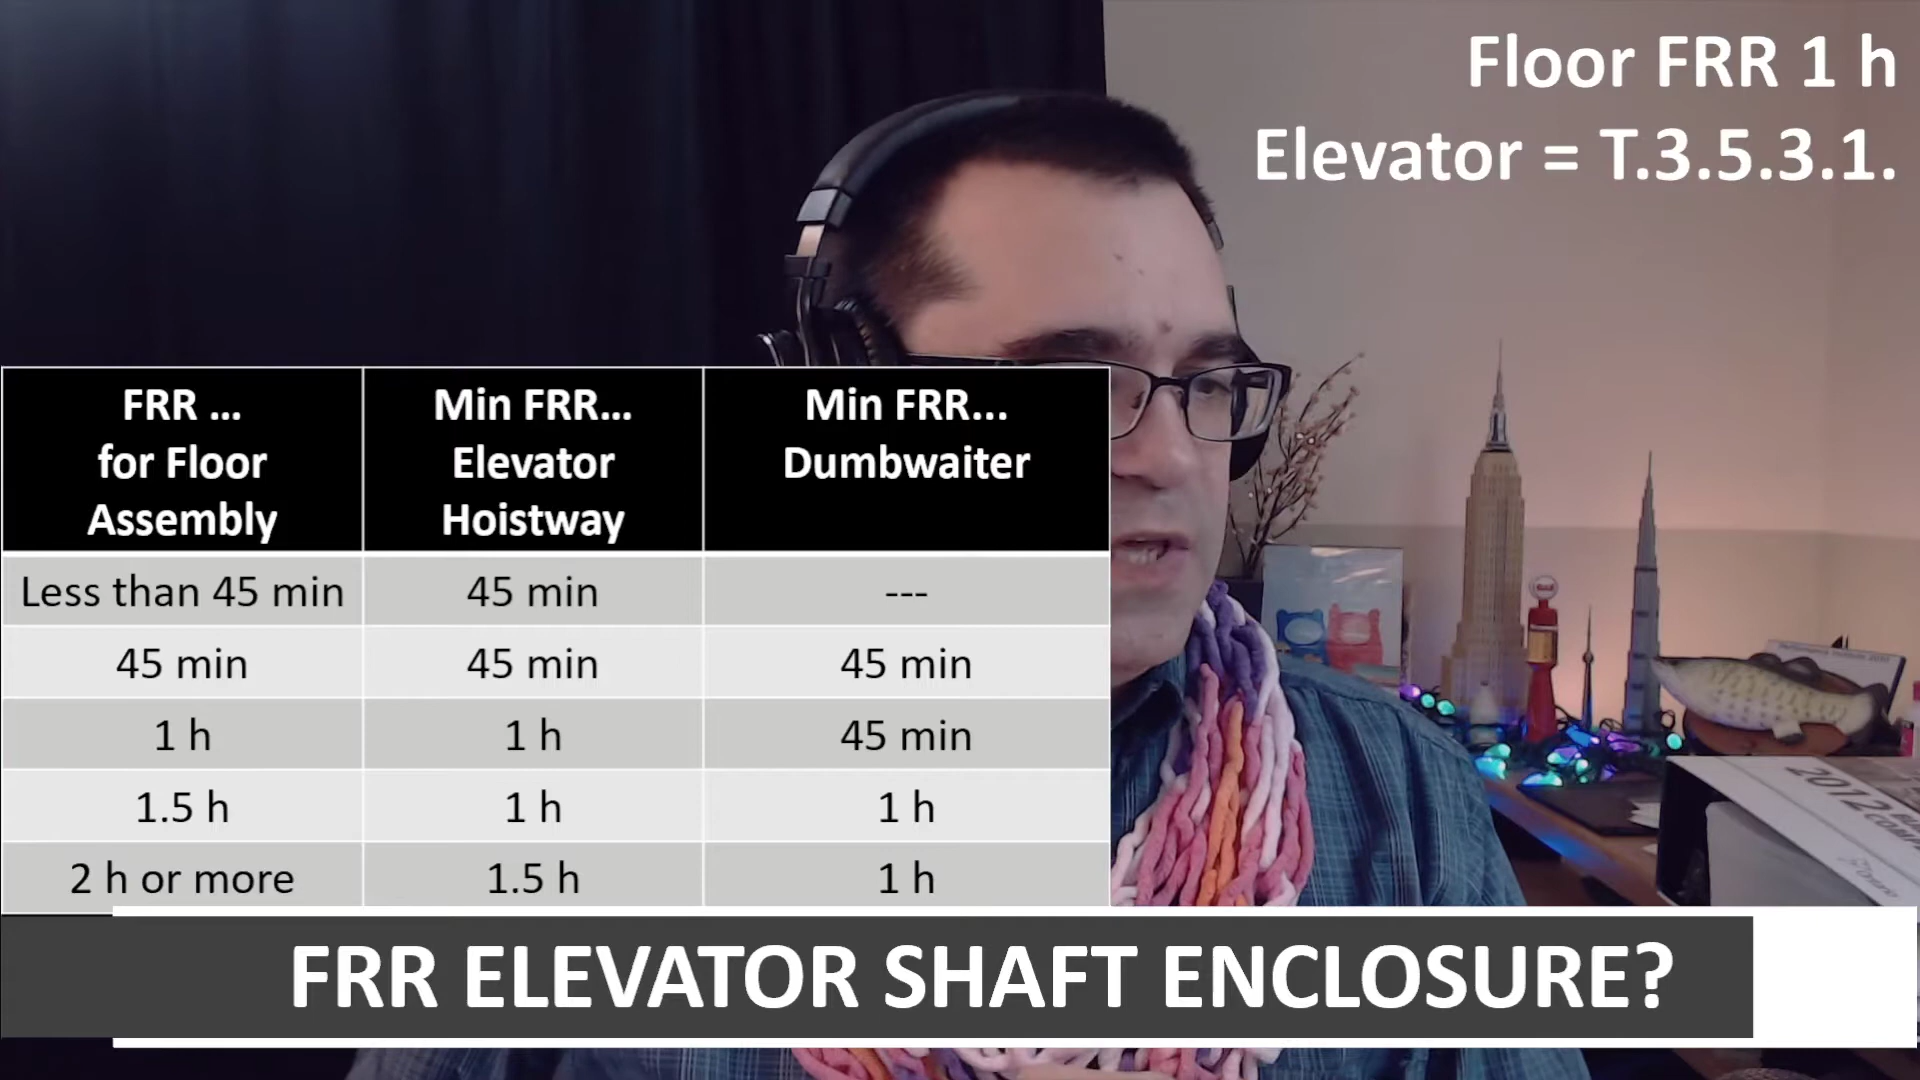 Floor FRR 1 h
Elevator = T.3.5.3.1.
FRR ...
for Floor
Assembly
Min FRR...
Elevator
Hoistway
Min FRR...
Dumbwaiter
Less than 45 min 45 min ---
45 min 45 min 45 min
1 h 1 h 45 min
1.5 h 1 h 1 h
2 h or more 1.5 h 1 h
2012
FRR ELEVATOR SHAFT ENCLOSURE?